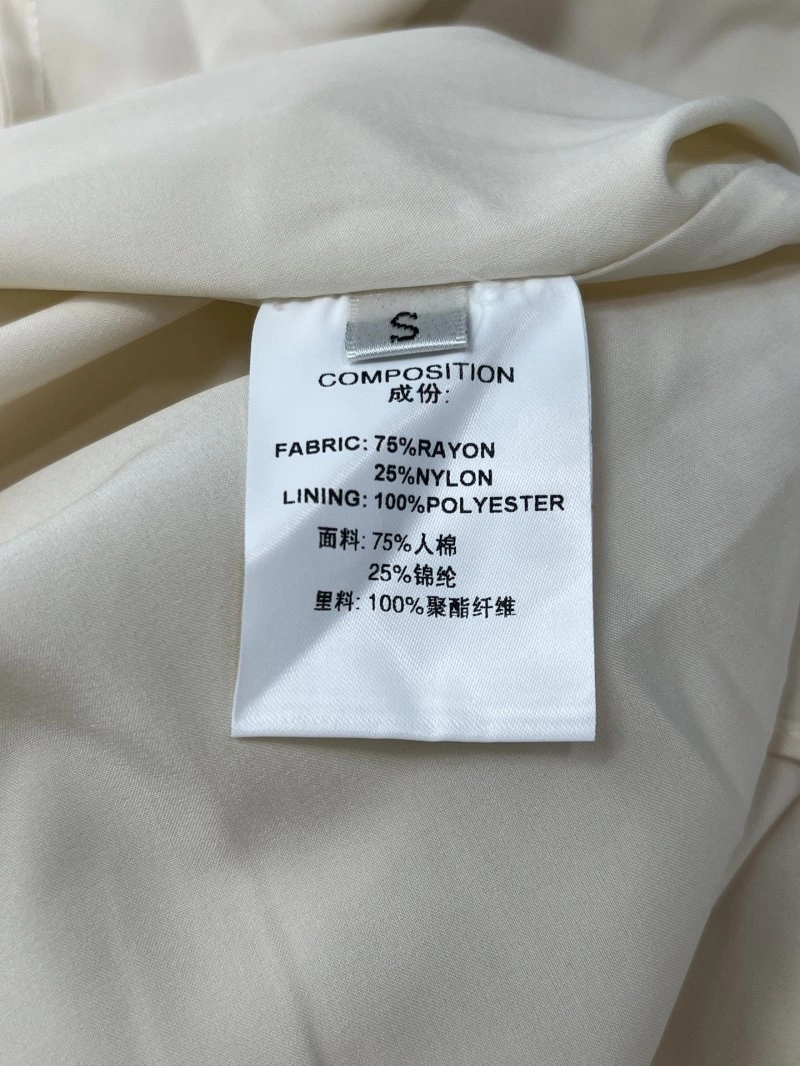 S
COMPOSITION
成份:
FABRIC: 75%RAYON
25%NYLON
LINING: 100%POLYESTER
面料: 75%人棉
25%锦纶
里料: 100%聚酯纤维